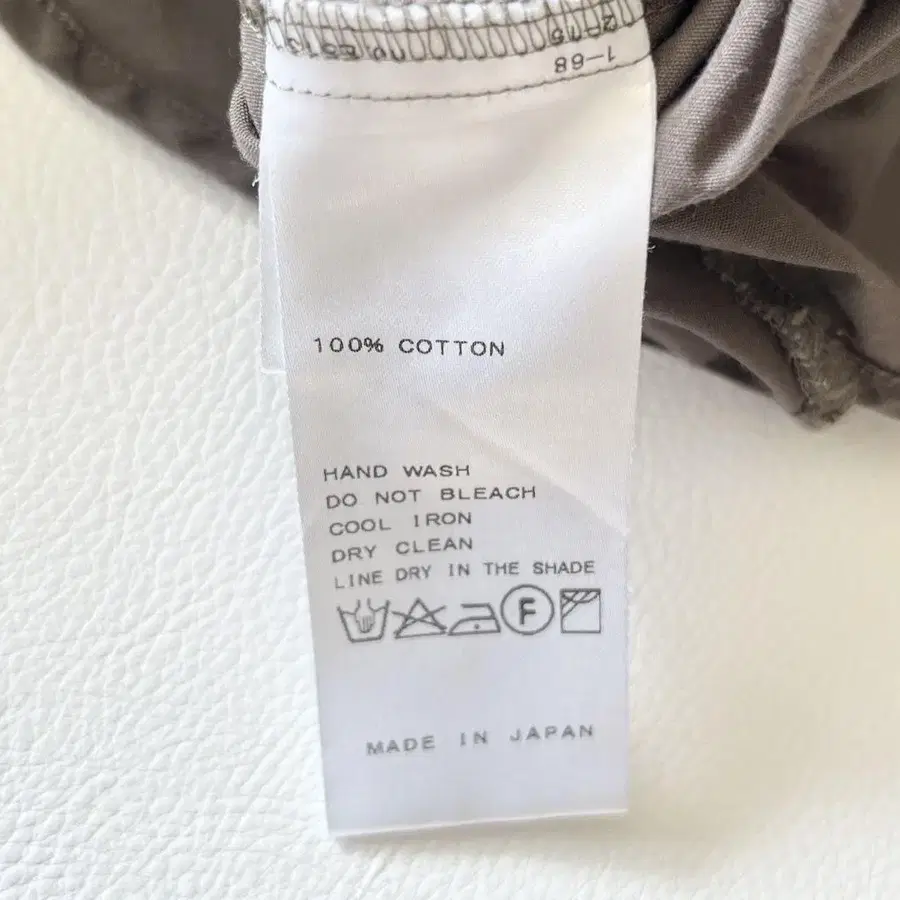 1-68
100% COTTON
HAND WASH
DO NOT BLEACH
COOL IRON
DRY CLEAN
LINE DRY IN THE SHADE
F
MADE IN JAPAN